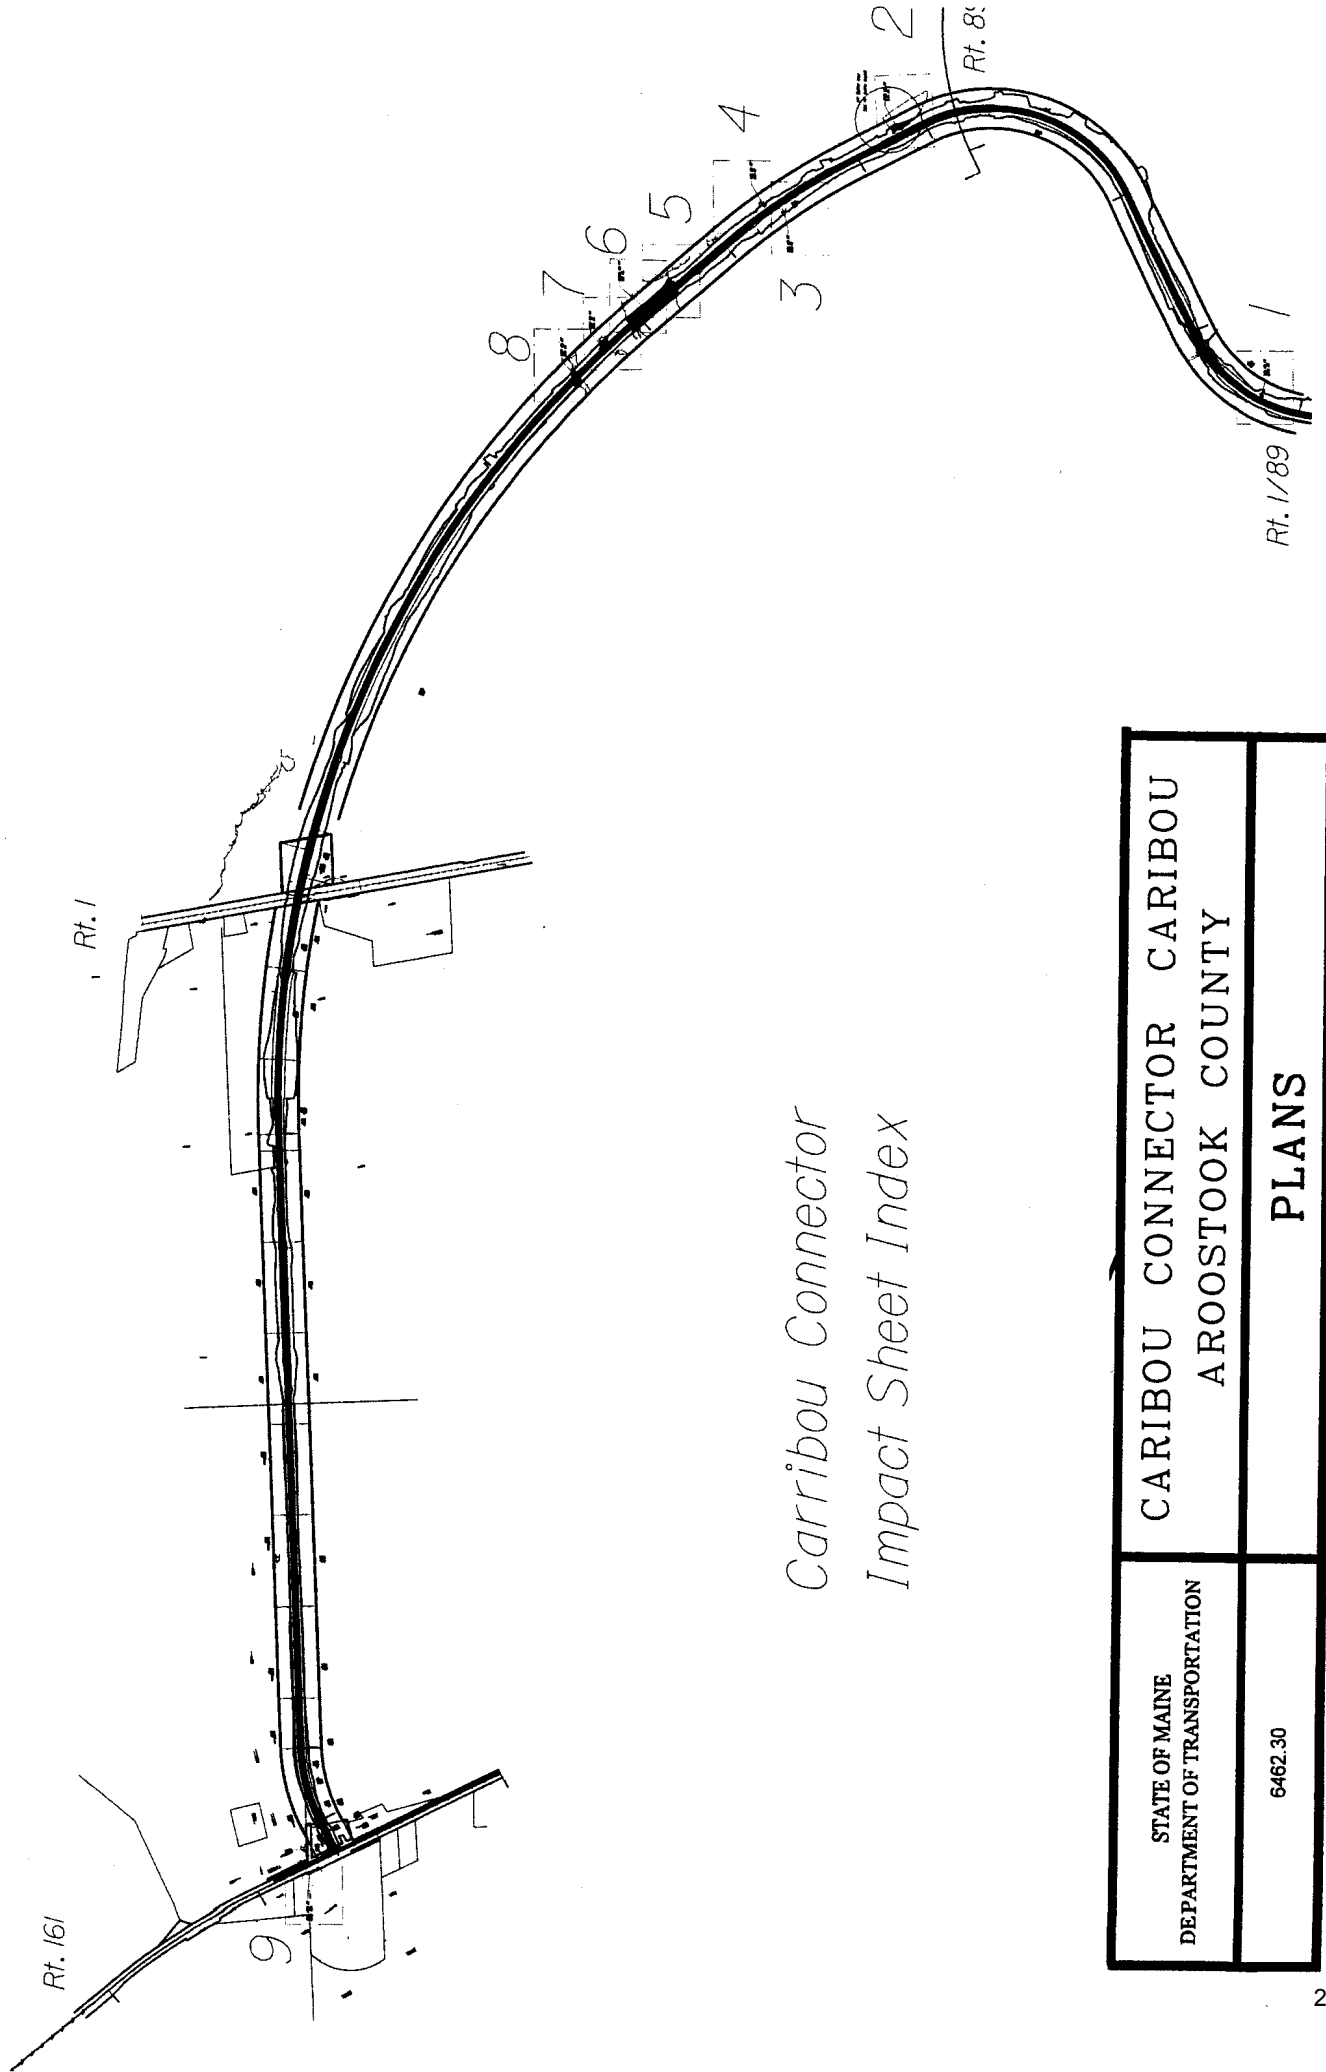 Rt. 161
9
Rt. 1
8
7
6
5
4
3
2
Rt. 89
1
Rt. 1/89
Carribou Connector
Impact Sheet Index
STATE OF MAINE
DEPARTMENT OF TRANSPORTATION
CARIBOU CONNECTOR CARIBOU
AROOSTOOK COUNTY
6462.30
PLANS
2